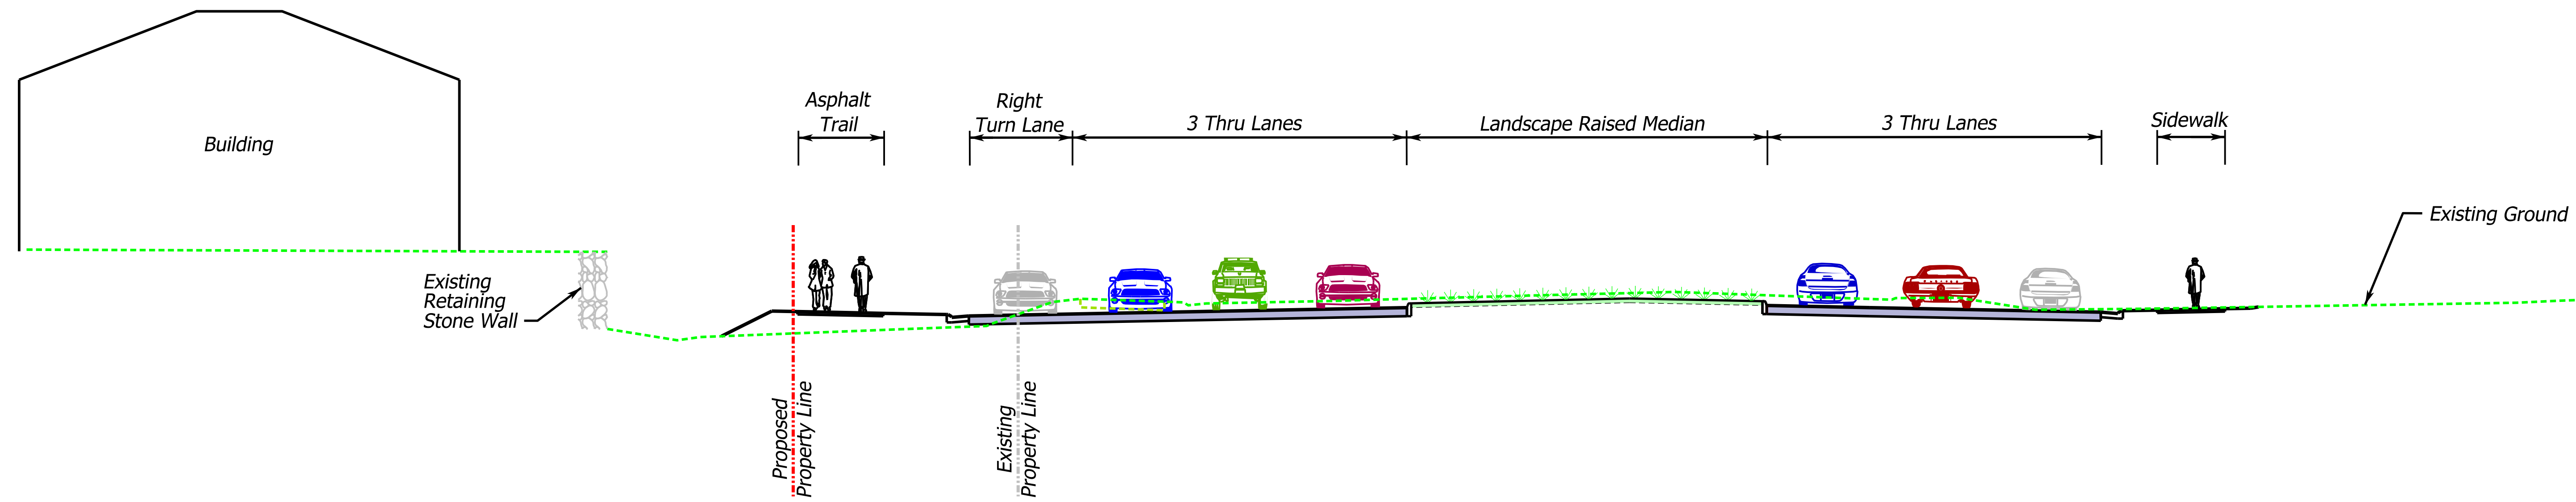 Building
Existing
Retaining
Stone Wall
Asphalt
Trail
Right
Turn Lane
3 Thru Lanes
Landscape Raised Median
3 Thru Lanes
Sidewalk
Existing Ground
Proposed
Property Line
Existing
Property Line